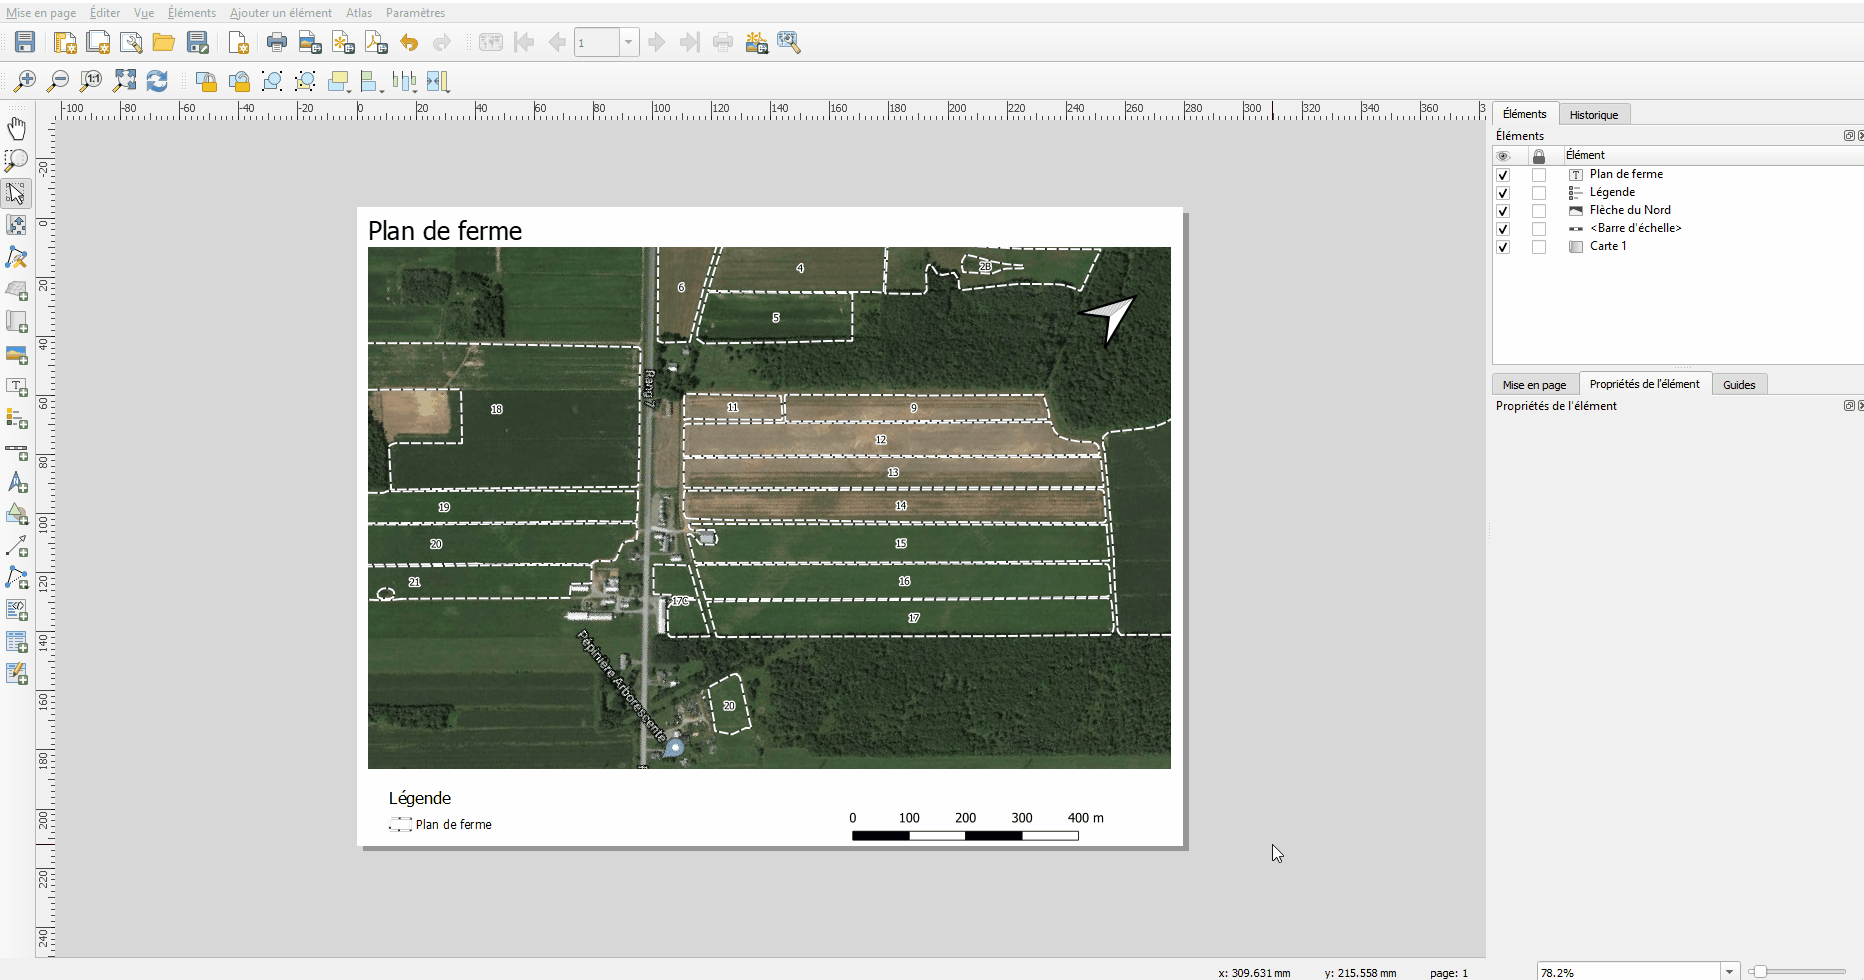 Mise en page Éditer Vue Éléments Ajouter un élément Atlas Paramètres
1
1:1
-100 -80 -60 -40 -20 0 20 40 60 80 100 120 140 160 180 200 220 240 260 280 300 320 340 360 3
-20 0 20 40 60 80 100 120 140 160 180 200 220 240
Éléments Historique
Éléments
Élément
Plan de ferme
Légende
Flèche du Nord
<Barre d'échelle>
Carte 1
Mise en page Propriétés de l'élément Guides
Propriétés de l'élément
Plan de ferme
2B
4
6
5
Rang 7
11 9
18
12
13
14
19
20
15
21
16
17C
17
Pépinière Arborescente
20
Légende
Plan de ferme
0 100 200 300 400 m
x: 309.631 mm y: 215.558 mm page: 1 78.2%